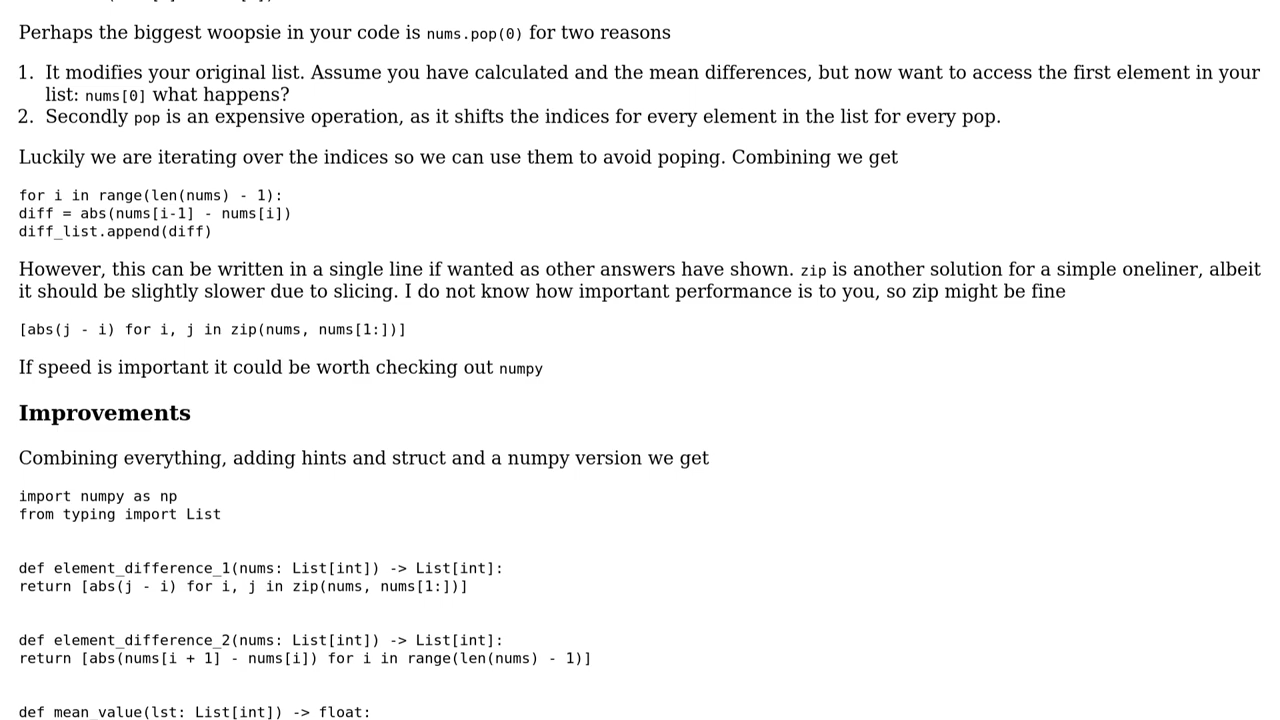 Perhaps the biggest woopsie in your code is nums.pop(0) for two reasons
1. It modifies your original list. Assume you have calculated and the mean differences, but now want to access the first element in your
list: nums[0] what happens?
2. Secondly pop is an expensive operation, as it shifts the indices for every element in the list for every pop.
Luckily we are iterating over the indices so we can use them to avoid poping. Combining we get
for i in range(len(nums) - 1):
diff = abs(nums[i-1] - nums[i])
diff_list.append(diff)
However, this can be written in a single line if wanted as other answers have shown. zip is another solution for a simple oneliner, albeit
it should be slightly slower due to slicing. I do not know how important performance is to you, so zip might be fine
[abs(j - i) for i, j in zip(nums, nums[1:])]
If speed is important it could be worth checking out numpy
Improvements
Combining everything, adding hints and struct and a numpy version we get
import numpy as np
from typing import List
def element_difference_1(nums: List[int]) -> List[int]:
return [abs(j - i) for i, j in zip(nums, nums[1:])]
def element_difference_2(nums: List[int]) -> List[int]:
return [abs(nums[i + 1] - nums[i]) for i in range(len(nums) - 1)]
def mean_value(lst: List[int]) -> float: